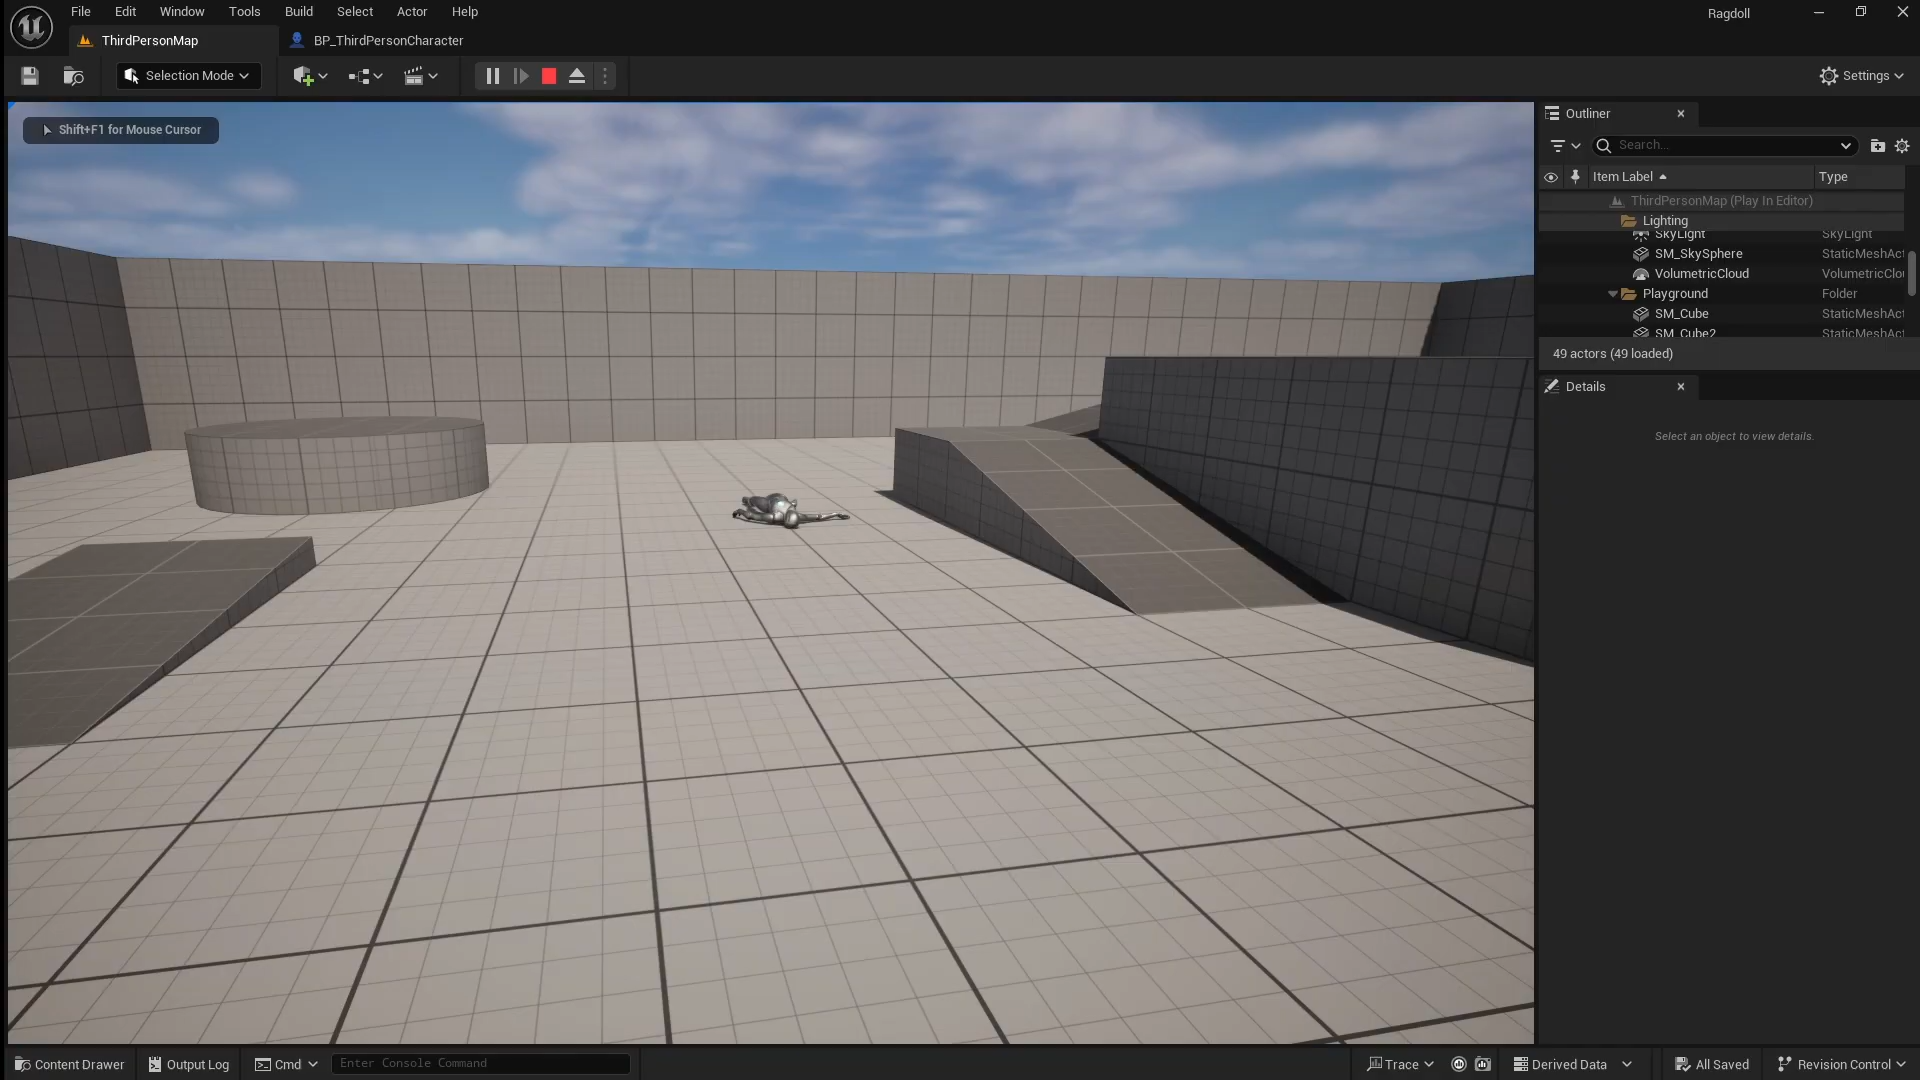 File Edit Window Tools Build Select Actor Help
Ragdoll
ThirdPersonMap
BP_ThirdPersonCharacter
Selection Mode
Settings
Shift+F1 for Mouse Cursor
Outliner
Search...
Item Label
Type
ThirdPersonMap (Play In Editor)
Lighting
SkyLight SkyLight
SM_SkySphere StaticMeshAct
VolumetricCloud VolumetricClou
Playground Folder
SM_Cube StaticMeshAct
SM_Cube2 StaticMeshAct
49 actors (49 loaded)
Details
Select an object to view details.
Content Drawer
Output Log
Cmd
Enter Console Command
Trace
Derived Data
All Saved
Revision Control